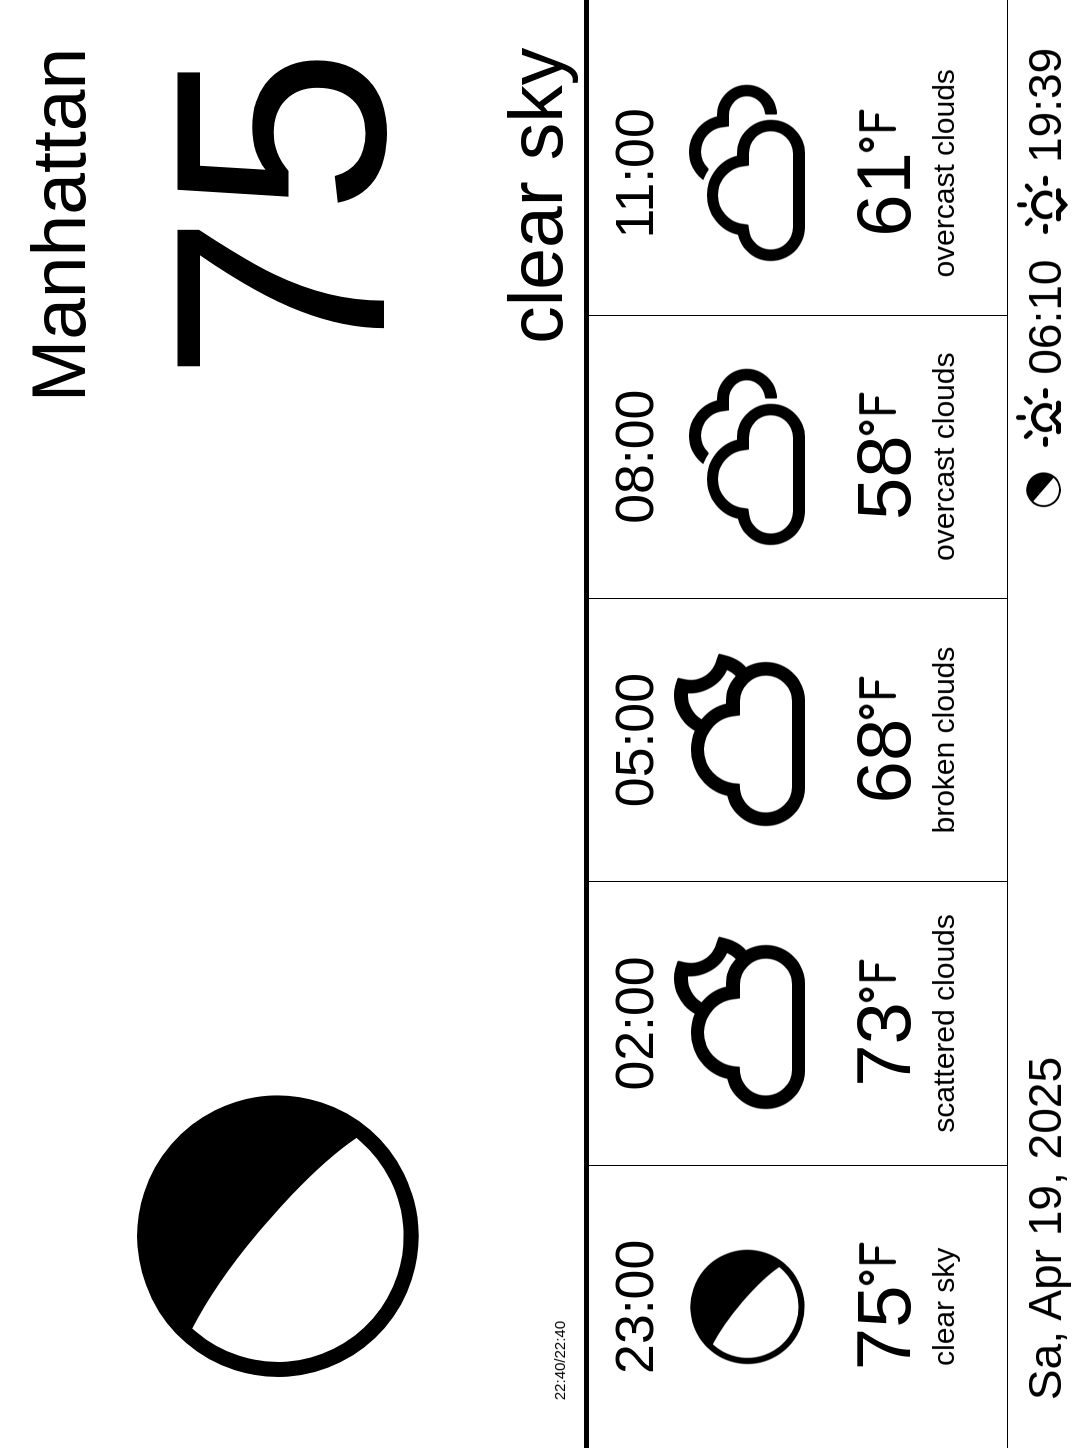 Manhattan
75
clear sky
22:40/22:40
23:00
75°F
clear sky
02:00
73°F
scattered clouds
05:00
68°F
broken clouds
08:00
58°F
overcast clouds
11:00
61°F
overcast clouds
Sa, Apr 19, 2025
06:10
19:39